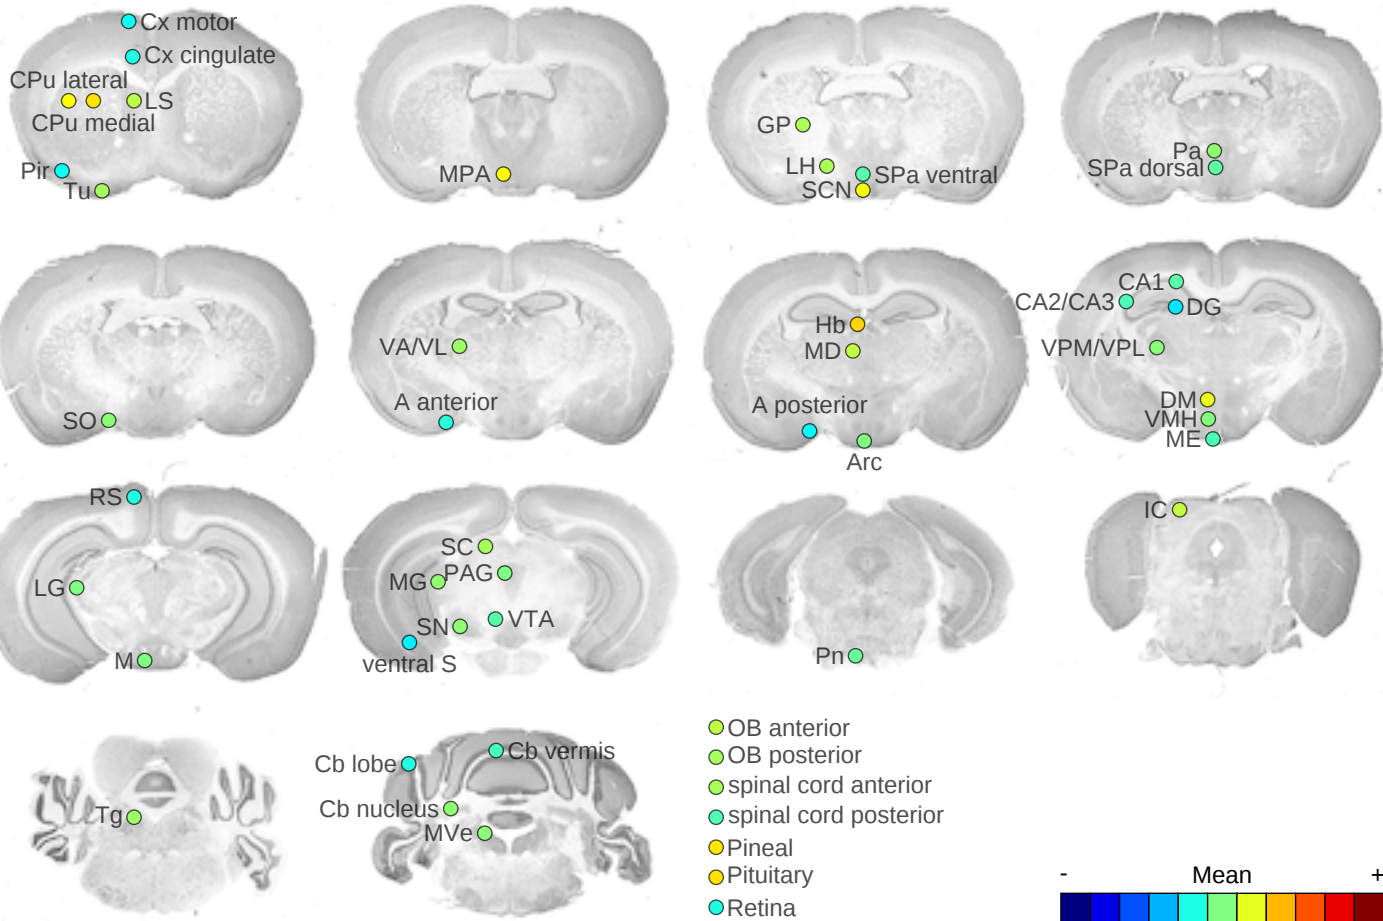 Cx motor
Cx cingulate
CPu lateral
LS
CPu medial
Pir
Tu
MPA
GP
LH
SPa ventral
SCN
Pa
SPa dorsal
SO
VA/VL
A anterior
Hb
MD
A posterior
Arc
CA1
CA2/CA3
DG
VPM/VPL
DM
VMH
ME
RS
LG
M
SC
PAG
MG
SN
VTA
ventral S
Pn
IC
Tg
Cb lobe
Cb vermis
Cb nucleus
MVe
OB anterior
OB posterior
spinal cord anterior
spinal cord posterior
Pineal
Pituitary
Retina
- Mean +